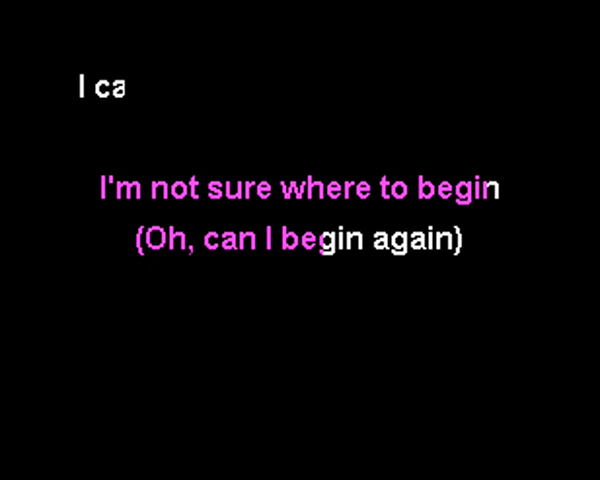 I ca
I'm not sure where to begin
(Oh, can I begin again)